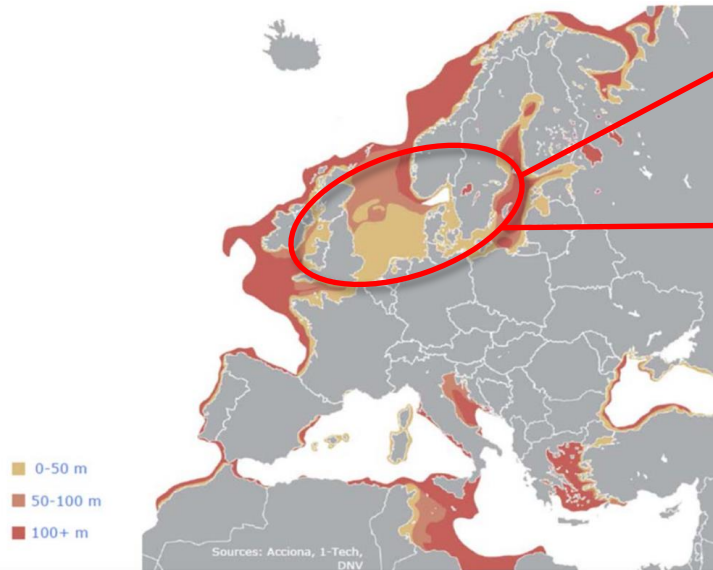 0-50 m
50-100 m
100+ m
Sources: Acciona, 1-Tech,
DNV